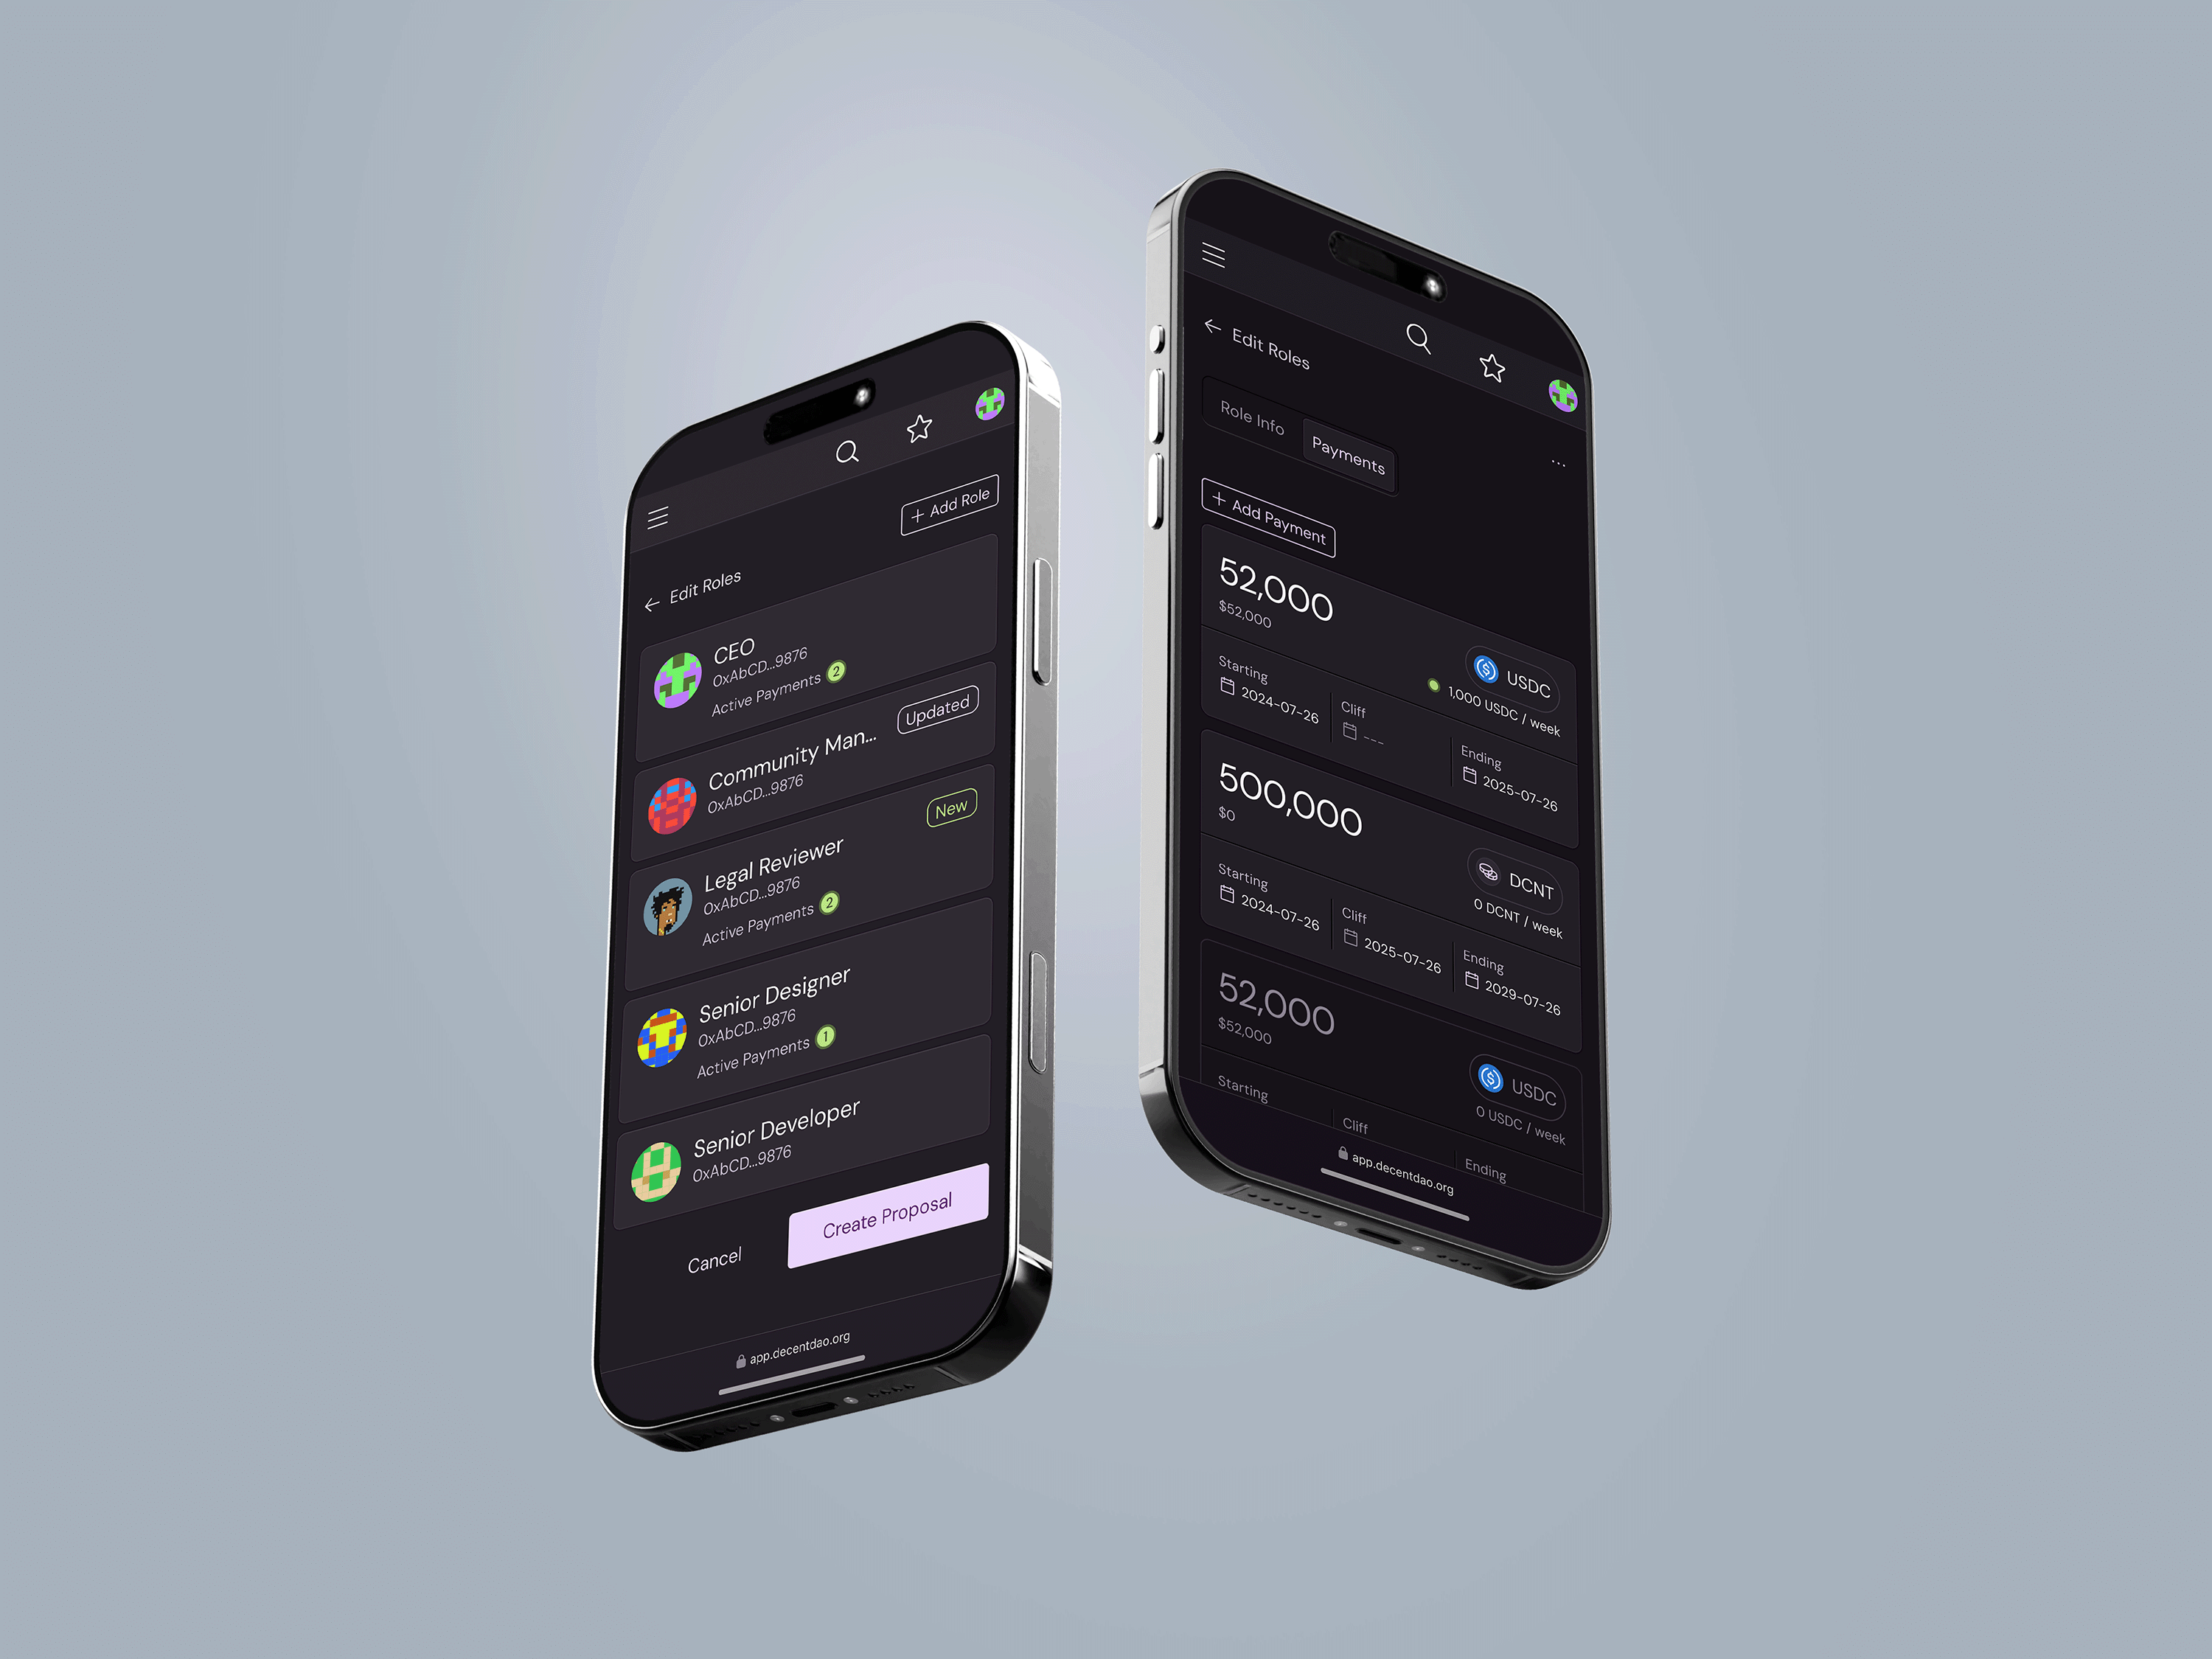 + Add Role
← Edit Roles
CEO
0xAbCD...9876
Active Payments 2
Updated
Community Man...
0xAbCD...9876
New
Legal Reviewer
0xAbCD...9876
Active Payments 2
Senior Designer
0xAbCD...9876
Active Payments 1
Senior Developer
0xAbCD...9876
Cancel Create Proposal
app.decentdao.org
← Edit Roles
Role Info Payments
...
+ Add Payment
52,000
$52,000
USDC
1,000 USDC / week
Starting
2024-07-26
Cliff
---
Ending
2025-07-26
500,000
$0
DCNT
0 DCNT / week
Starting
2024-07-26
Cliff
2025-07-26
Ending
2029-07-26
52,000
$52,000
USDC
0 USDC / week
Starting
Cliff
Ending
app.decentdao.org